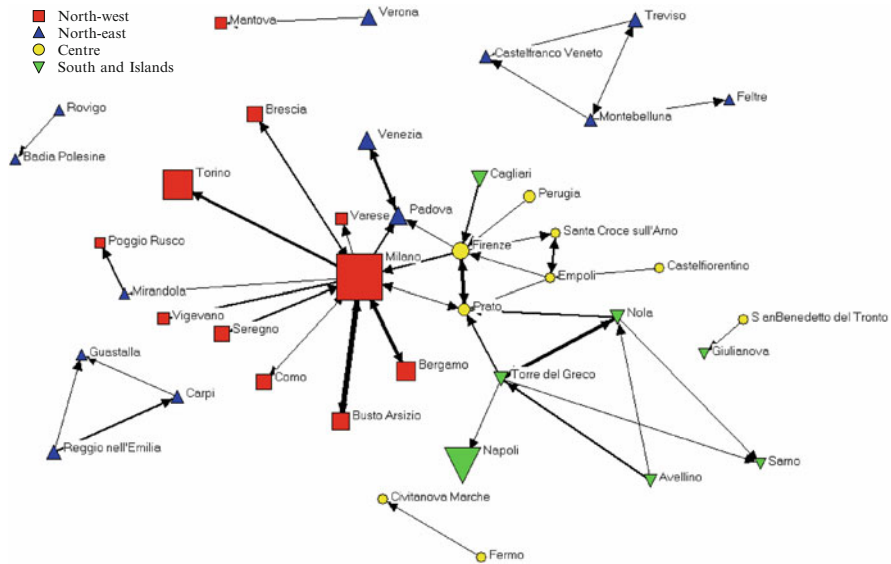 North-west
North-east
Centre
South and Islands
Mantova
Verona
Treviso
Castelfranco Veneto
Feltre
Montebelluna
Rovigo
Badia Polesine
Brescia
Venezia
Torino
Cagliari
Perugia
Varese
Padova
Santa Croce sull'Arno
Firenze
Poggio Rusco
Milano
Castelfiorentino
Empoli
Mirandola
Prato
Nola
Vigevano
SanBenedetto del Tronto
Seregno
Giulianova
Guastalla
Bergamo
Torre del Greco
Como
Carpi
Busto Arsizio
Reggio nell'Emilia
Napoli
Sarno
Avellino
Civitanova Marche
Fermo